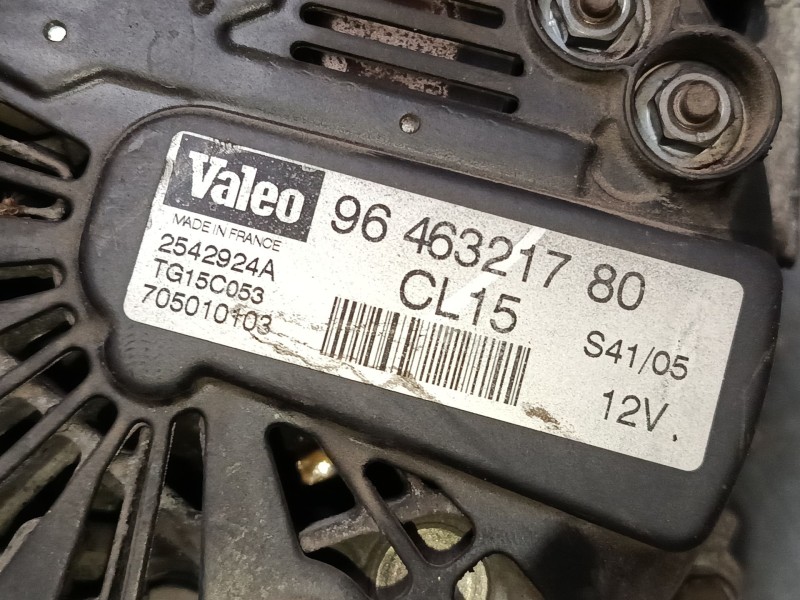 Valeo
96 463217 80
MADE IN FRANCE
2542924A
CL15
TG15C053
705010103
S41/05
12V.